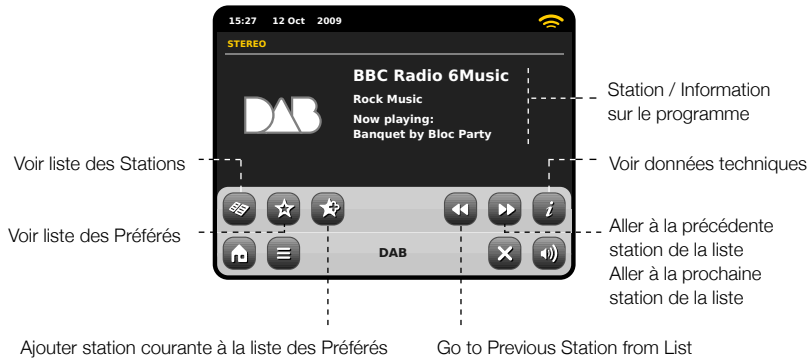 15:27 12 Oct 2009
STEREO
BBC Radio 6Music
Rock Music
Now playing:
Banquet by Bloc Party
DAB
Station / Information
sur le programme
Voir liste des Stations
Voir données techniques
i
Voir liste des Préférés
Aller à la précédente
station de la liste
Aller à la prochaine
station de la liste
DAB
Ajouter station courante à la liste des Préférés
Go to Previous Station from List